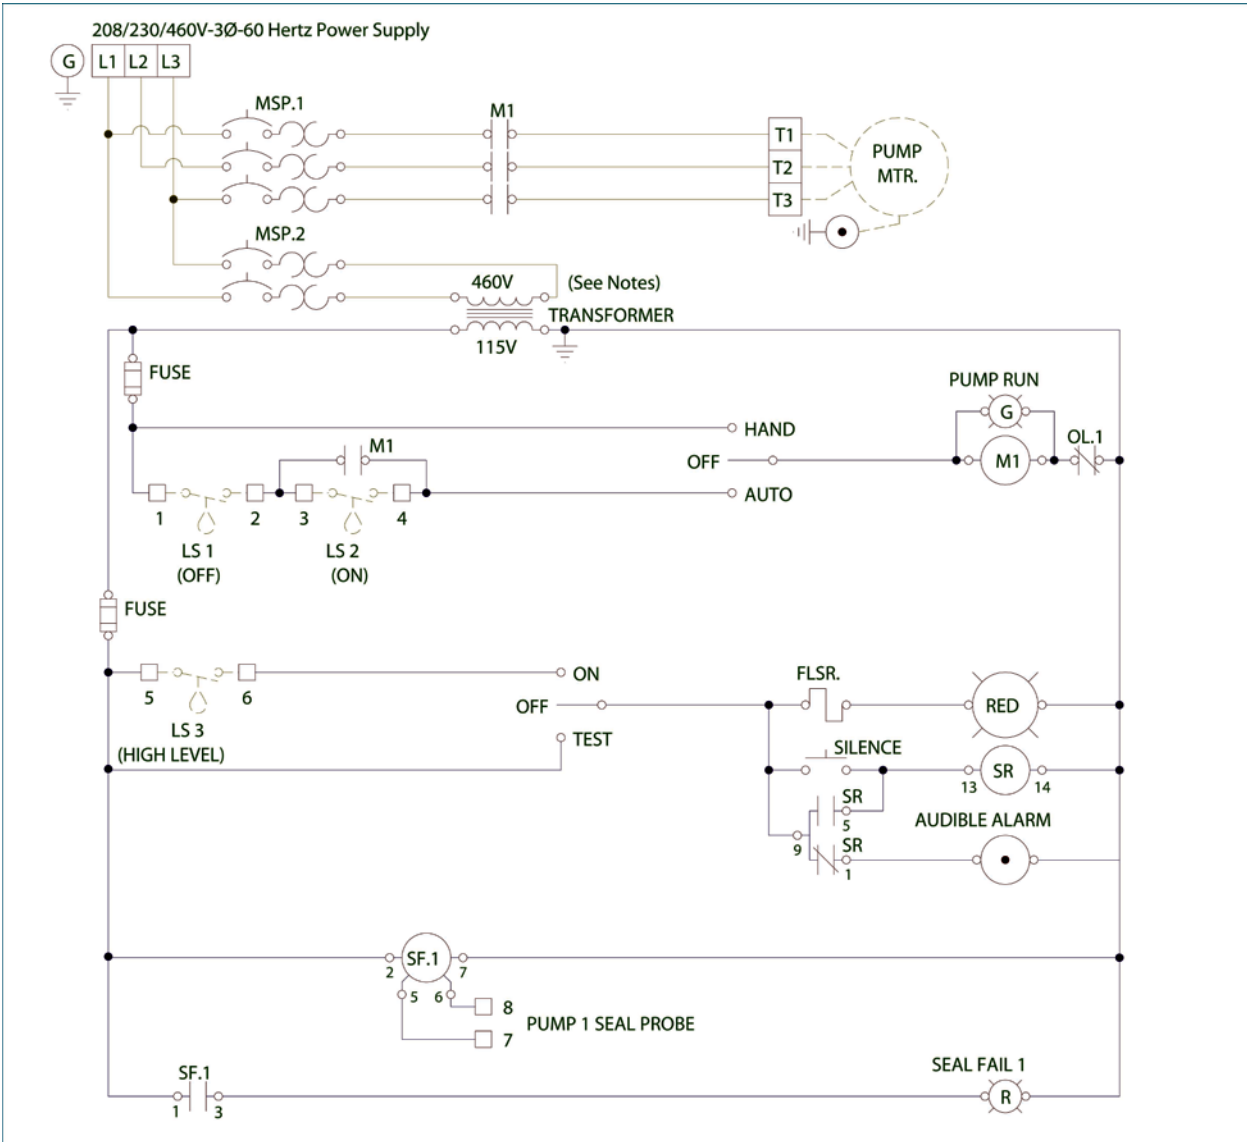 208/230/460V-3Ø-60 Hertz Power Supply
G
L1 L2 L3
MSP.1
M1
T1
T2
T3
PUMP
MTR.
MSP.2
460V
(See Notes)
TRANSFORMER
115V
FUSE
HAND
OFF
AUTO
M1
1
2
3
4
LS 1
(OFF)
LS 2
(ON)
PUMP RUN
G
M1
OL.1
FUSE
5
6
LS 3
(HIGH LEVEL)
ON
OFF
TEST
FLSR.
RED
SILENCE
SR
13
14
SR
5
9
SR
1
AUDIBLE ALARM
SF.1
2
7
5
6
8
7
PUMP 1 SEAL PROBE
SF.1
1
3
SEAL FAIL 1
R